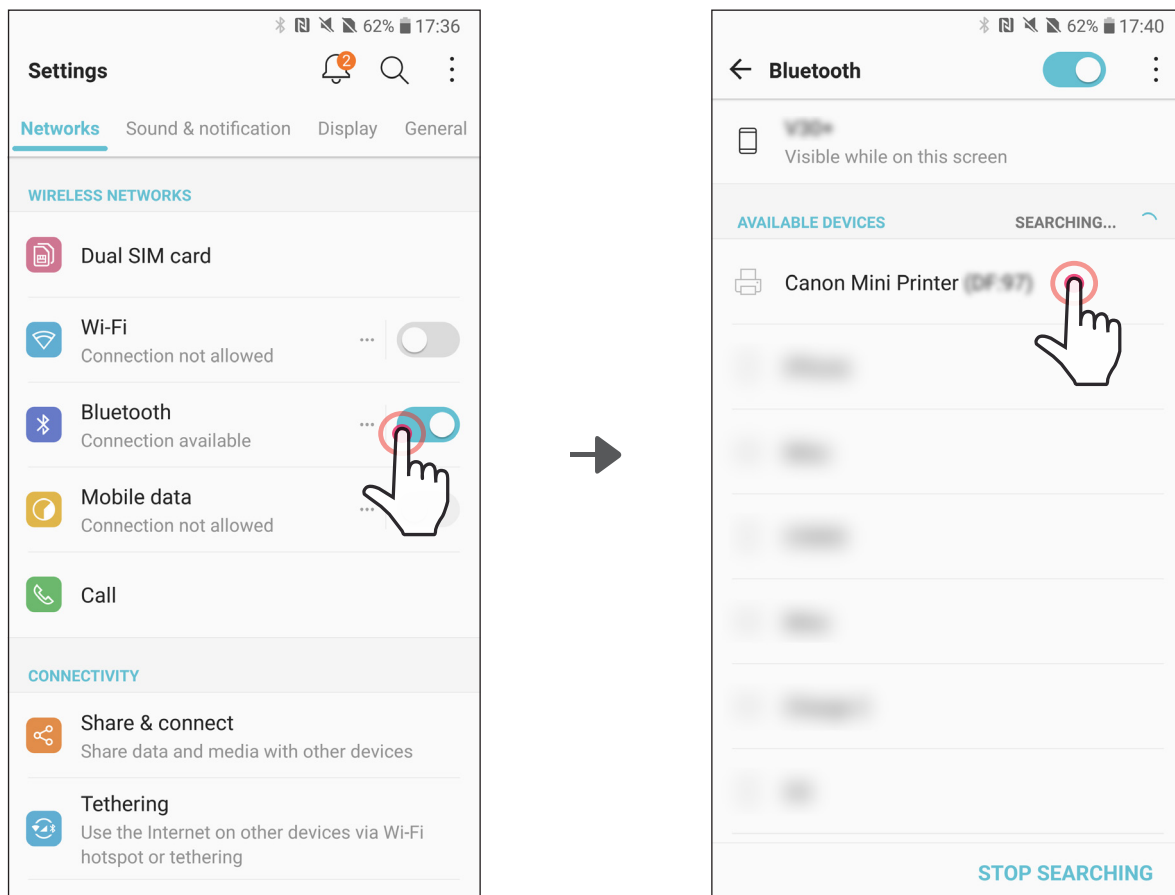 62% 17:36
Settings 2
Networks Sound & notification Display General
WIRELESS NETWORKS
Dual SIM card
Wi-Fi
Connection not allowed
Bluetooth
Connection available
Mobile data
Connection not allowed
Call
CONNECTIVITY
Share & connect
Share data and media with other devices
Tethering
Use the Internet on other devices via Wi-Fi
hotspot or tethering
62% 17:40
Bluetooth
Visible while on this screen
AVAILABLE DEVICES SEARCHING...
Canon Mini Printer
STOP SEARCHING